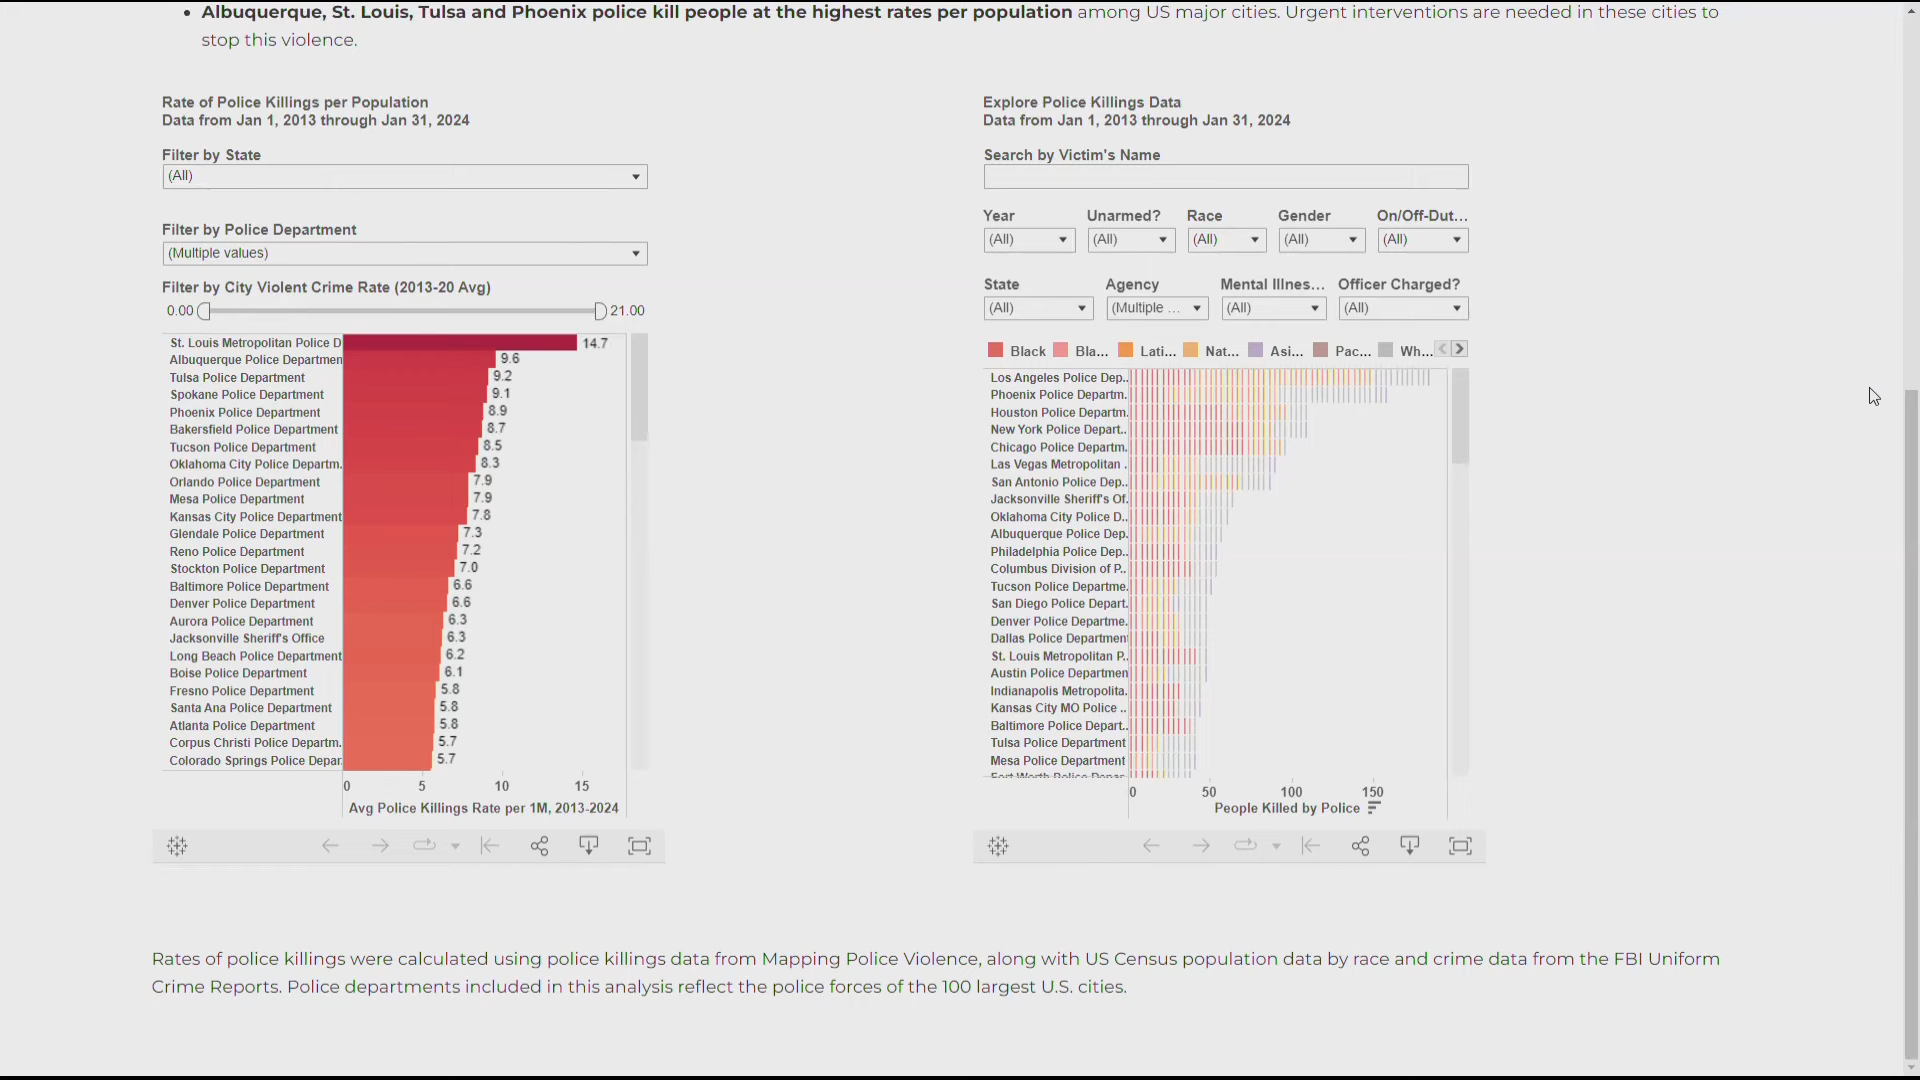 • Albuquerque, St. Louis, Tulsa and Phoenix police kill people at the highest rates per population among US major cities. Urgent interventions are needed in these cities to
stop this violence.
Rate of Police Killings per Population
Data from Jan 1, 2013 through Jan 31, 2024
Filter by State
(All)
Filter by Police Department
(Multiple values)
Filter by City Violent Crime Rate (2013-20 Avg)
0.00 21.00
St. Louis Metropolitan Police D 14.7
Albuquerque Police Departmen 9.6
Tulsa Police Department 9.2
Spokane Police Department 9.1
Phoenix Police Department 8.9
Bakersfield Police Department 8.7
Tucson Police Department 8.5
Oklahoma City Police Departm. 8.3
Orlando Police Department 7.9
Mesa Police Department 7.9
Kansas City Police Department 7.8
Glendale Police Department 7.3
Reno Police Department 7.2
Stockton Police Department 7.0
Baltimore Police Department 6.6
Denver Police Department 6.6
Aurora Police Department 6.3
Jacksonville Sheriff's Office 6.3
Long Beach Police Department 6.2
Boise Police Department 6.1
Fresno Police Department 5.8
Santa Ana Police Department 5.8
Atlanta Police Department 5.8
Corpus Christi Police Departm. 5.7
Colorado Springs Police Depar 5.7
0 5 10 15
Avg Police Killings Rate per 1M, 2013-2024
Explore Police Killings Data
Data from Jan 1, 2013 through Jan 31, 2024
Search by Victim's Name
Year Unarmed? Race Gender On/Off-Dut...
(All) (All) (All) (All) (All)
State Agency Mental Illnes... Officer Charged?
(All) (Multiple ... (All) (All)
Black Bla... Lati... Nat... Asi... Pac... Wh...
Los Angeles Police Dep..
Phoenix Police Departm.
Houston Police Departm.
New York Police Depart..
Chicago Police Departm.
Las Vegas Metropolitan .
San Antonio Police Dep..
Jacksonville Sheriff's Of.
Oklahoma City Police D..
Albuquerque Police Dep.
Philadelphia Police Dep..
Columbus Division of P..
Tucson Police Departme.
San Diego Police Depart.
Denver Police Departme.
Dallas Police Department
St. Louis Metropolitan P..
Austin Police Department
Indianapolis Metropolita.
Kansas City MO Police ..
Baltimore Police Depart..
Tulsa Police Department
Mesa Police Department
Fort Worth Police Depar
0 50 100 150
People Killed by Police
Rates of police killings were calculated using police killings data from Mapping Police Violence, along with US Census population data by race and crime data from the FBI Uniform
Crime Reports. Police departments included in this analysis reflect the police forces of the 100 largest U.S. cities.